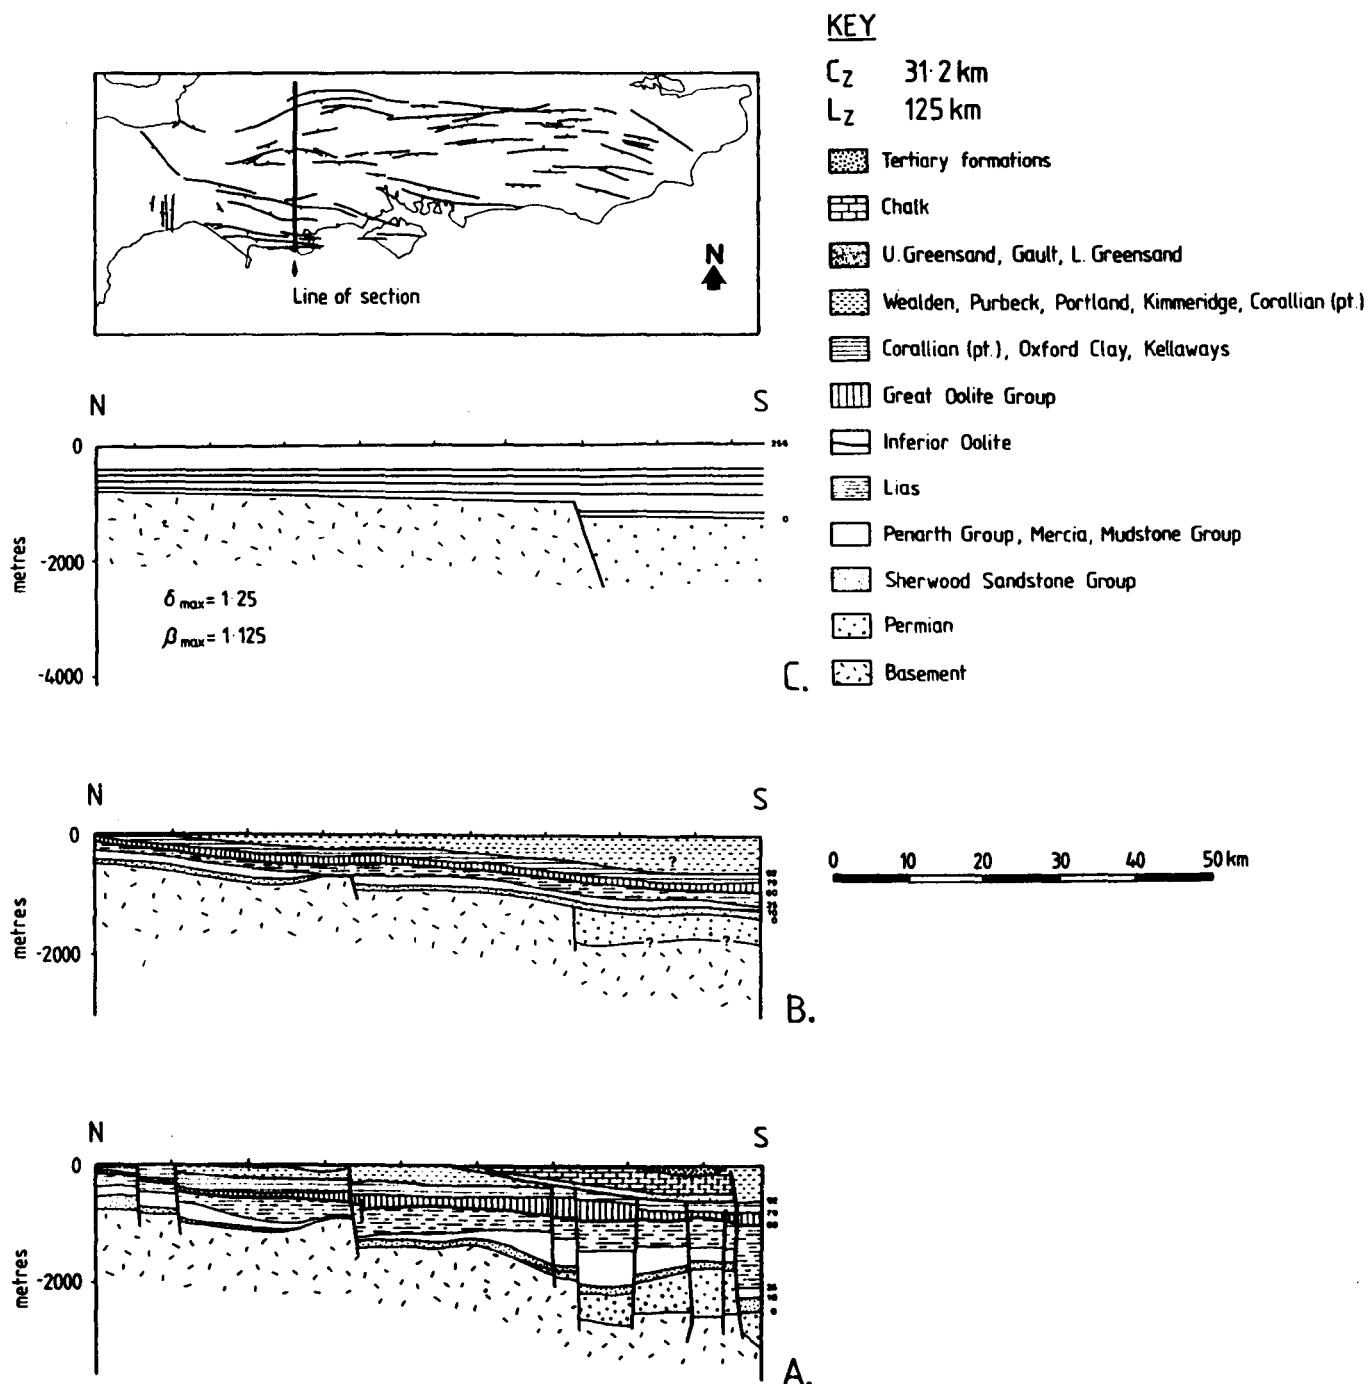 KEY
Cz 31·2 km
Lz 125 km
Tertiary formations
Chalk
U.Greensand, Gault, L. Greensand
Wealden, Purbeck, Portland, Kimmeridge, Corallian (pt.)
Corallian (pt.), Oxford Clay, Kellaways
Great Oolite Group
Inferior Oolite
Lias
Penarth Group, Mercia, Mudstone Group
Sherwood Sandstone Group
Permian
Basement
N
Line of section
N S
0
-2000
-4000
metres
0
δ max = 1·25
β max = 1·125
C.
N S
0
-2000
metres
?
? ?
B.
0 10 20 30 40 50 km
N S
0
-2000
metres
A.